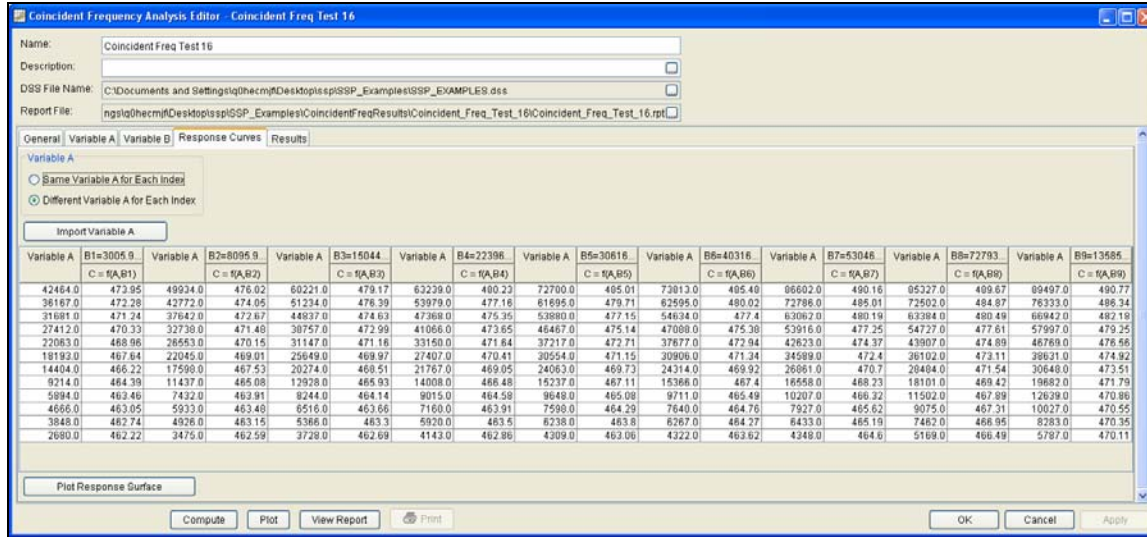 Coincident Frequency Analysis Editor - Coincident Freq Test 16
Name: Coincident Freq Test 16
Description:
DSS File Name: C:\Documents and Settings\q0hecmjf\Desktop\ssp\SSP_Examples\SSP_EXAMPLES.dss
Report File: ngs\q0hecmjf\Desktop\ssp\SSP_Examples\CoincidentFreqResults\Coincident_Freq_Test_16\Coincident_Freq_Test_16.rpt
General Variable A Variable B Response Curves Results
Variable A
Same Variable A for Each Index
Different Variable A for Each Index
Import Variable A
Variable A B1=3005.9... Variable A B2=8095.9... Variable A B3=15044... Variable A B4=22396... Variable A B5=30616... Variable A B6=40316... Variable A B7=53046... Variable A B8=72793... Variable A B9=13585...
C = f(A,B1) C = f(A,B2) C = f(A,B3) C = f(A,B4) C = f(A,B5) C = f(A,B6) C = f(A,B7) C = f(A,B8) C = f(A,B9)
42464.0 473.95 49934.0 476.02 60221.0 479.17 63239.0 480.23 72700.0 485.01 73813.0 485.48 86602.0 490.16 85327.0 489.67 89497.0 490.77
36167.0 472.28 42772.0 474.05 51234.0 476.39 53979.0 477.16 61695.0 479.71 62595.0 480.02 72786.0 485.01 72502.0 484.87 76333.0 486.34
31681.0 471.24 37642.0 472.67 44837.0 474.63 47368.0 475.35 53880.0 477.15 54634.0 477.4 63062.0 480.19 63384.0 480.49 66942.0 482.18
27412.0 470.33 32738.0 471.48 38757.0 472.99 41066.0 473.65 46467.0 475.14 47088.0 475.38 53916.0 477.25 54727.0 477.61 57997.0 479.25
22063.0 468.96 26553.0 470.15 31147.0 471.16 33150.0 471.64 37217.0 472.71 37677.0 472.94 42623.0 474.37 43907.0 474.89 46769.0 476.56
18193.0 467.64 22045.0 469.01 25649.0 469.97 27407.0 470.41 30554.0 471.15 30906.0 471.34 34589.0 472.4 36102.0 473.11 38631.0 474.92
14404.0 466.22 17598.0 467.53 20274.0 468.51 21767.0 469.05 24063.0 469.73 24314.0 469.92 26861.0 470.7 28484.0 471.54 30648.0 473.51
9214.0 464.39 11437.0 465.08 12928.0 465.93 14008.0 466.48 15237.0 467.11 15366.0 467.4 16558.0 468.23 18101.0 469.42 19682.0 471.79
5894.0 463.46 7432.0 463.91 8244.0 464.14 9015.0 464.58 9648.0 465.08 9711.0 465.49 10207.0 466.32 11502.0 467.89 12639.0 470.86
4666.0 463.05 5933.0 463.48 6516.0 463.66 7160.0 463.91 7598.0 464.29 7640.0 464.76 7927.0 465.62 9075.0 467.31 10027.0 470.55
3848.0 462.74 4926.0 463.15 5366.0 463.3 5920.0 463.5 6238.0 463.8 6267.0 464.27 6433.0 465.19 7462.0 466.95 8283.0 470.35
2680.0 462.22 3475.0 462.59 3728.0 462.69 4143.0 462.86 4309.0 463.06 4322.0 463.62 4348.0 464.6 5169.0 466.49 5787.0 470.11
Plot Response Surface
Compute Plot View Report Print OK Cancel Apply